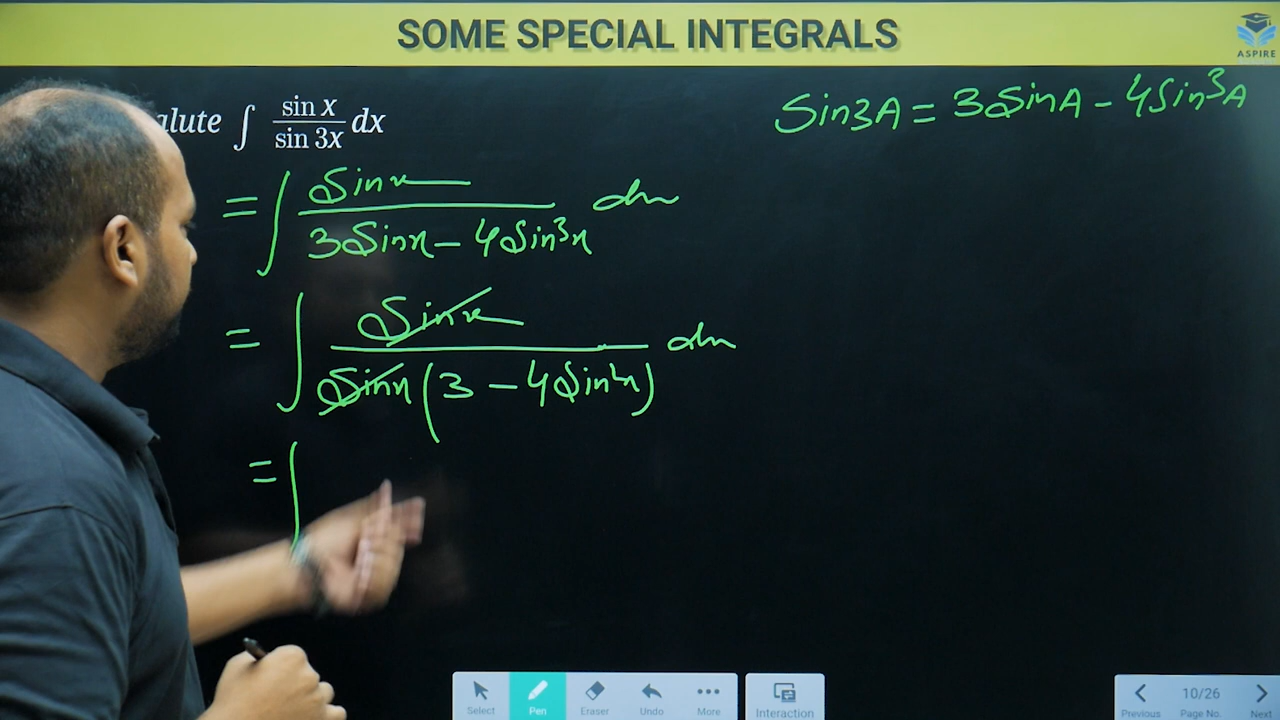 SOME SPECIAL INTEGRALS
ASPIRE
alute ∫ sin x / sin 3x dx
Sin3A = 3SinA - 4Sin³A
= ∫ Sinx / 3Sinx - 4Sin³x dx
= ∫ Sinx / Sinx (3 - 4Sin²x) dx
= ∫
Select Pen Eraser Undo More Interaction
Previous 10/26 Page No. Next